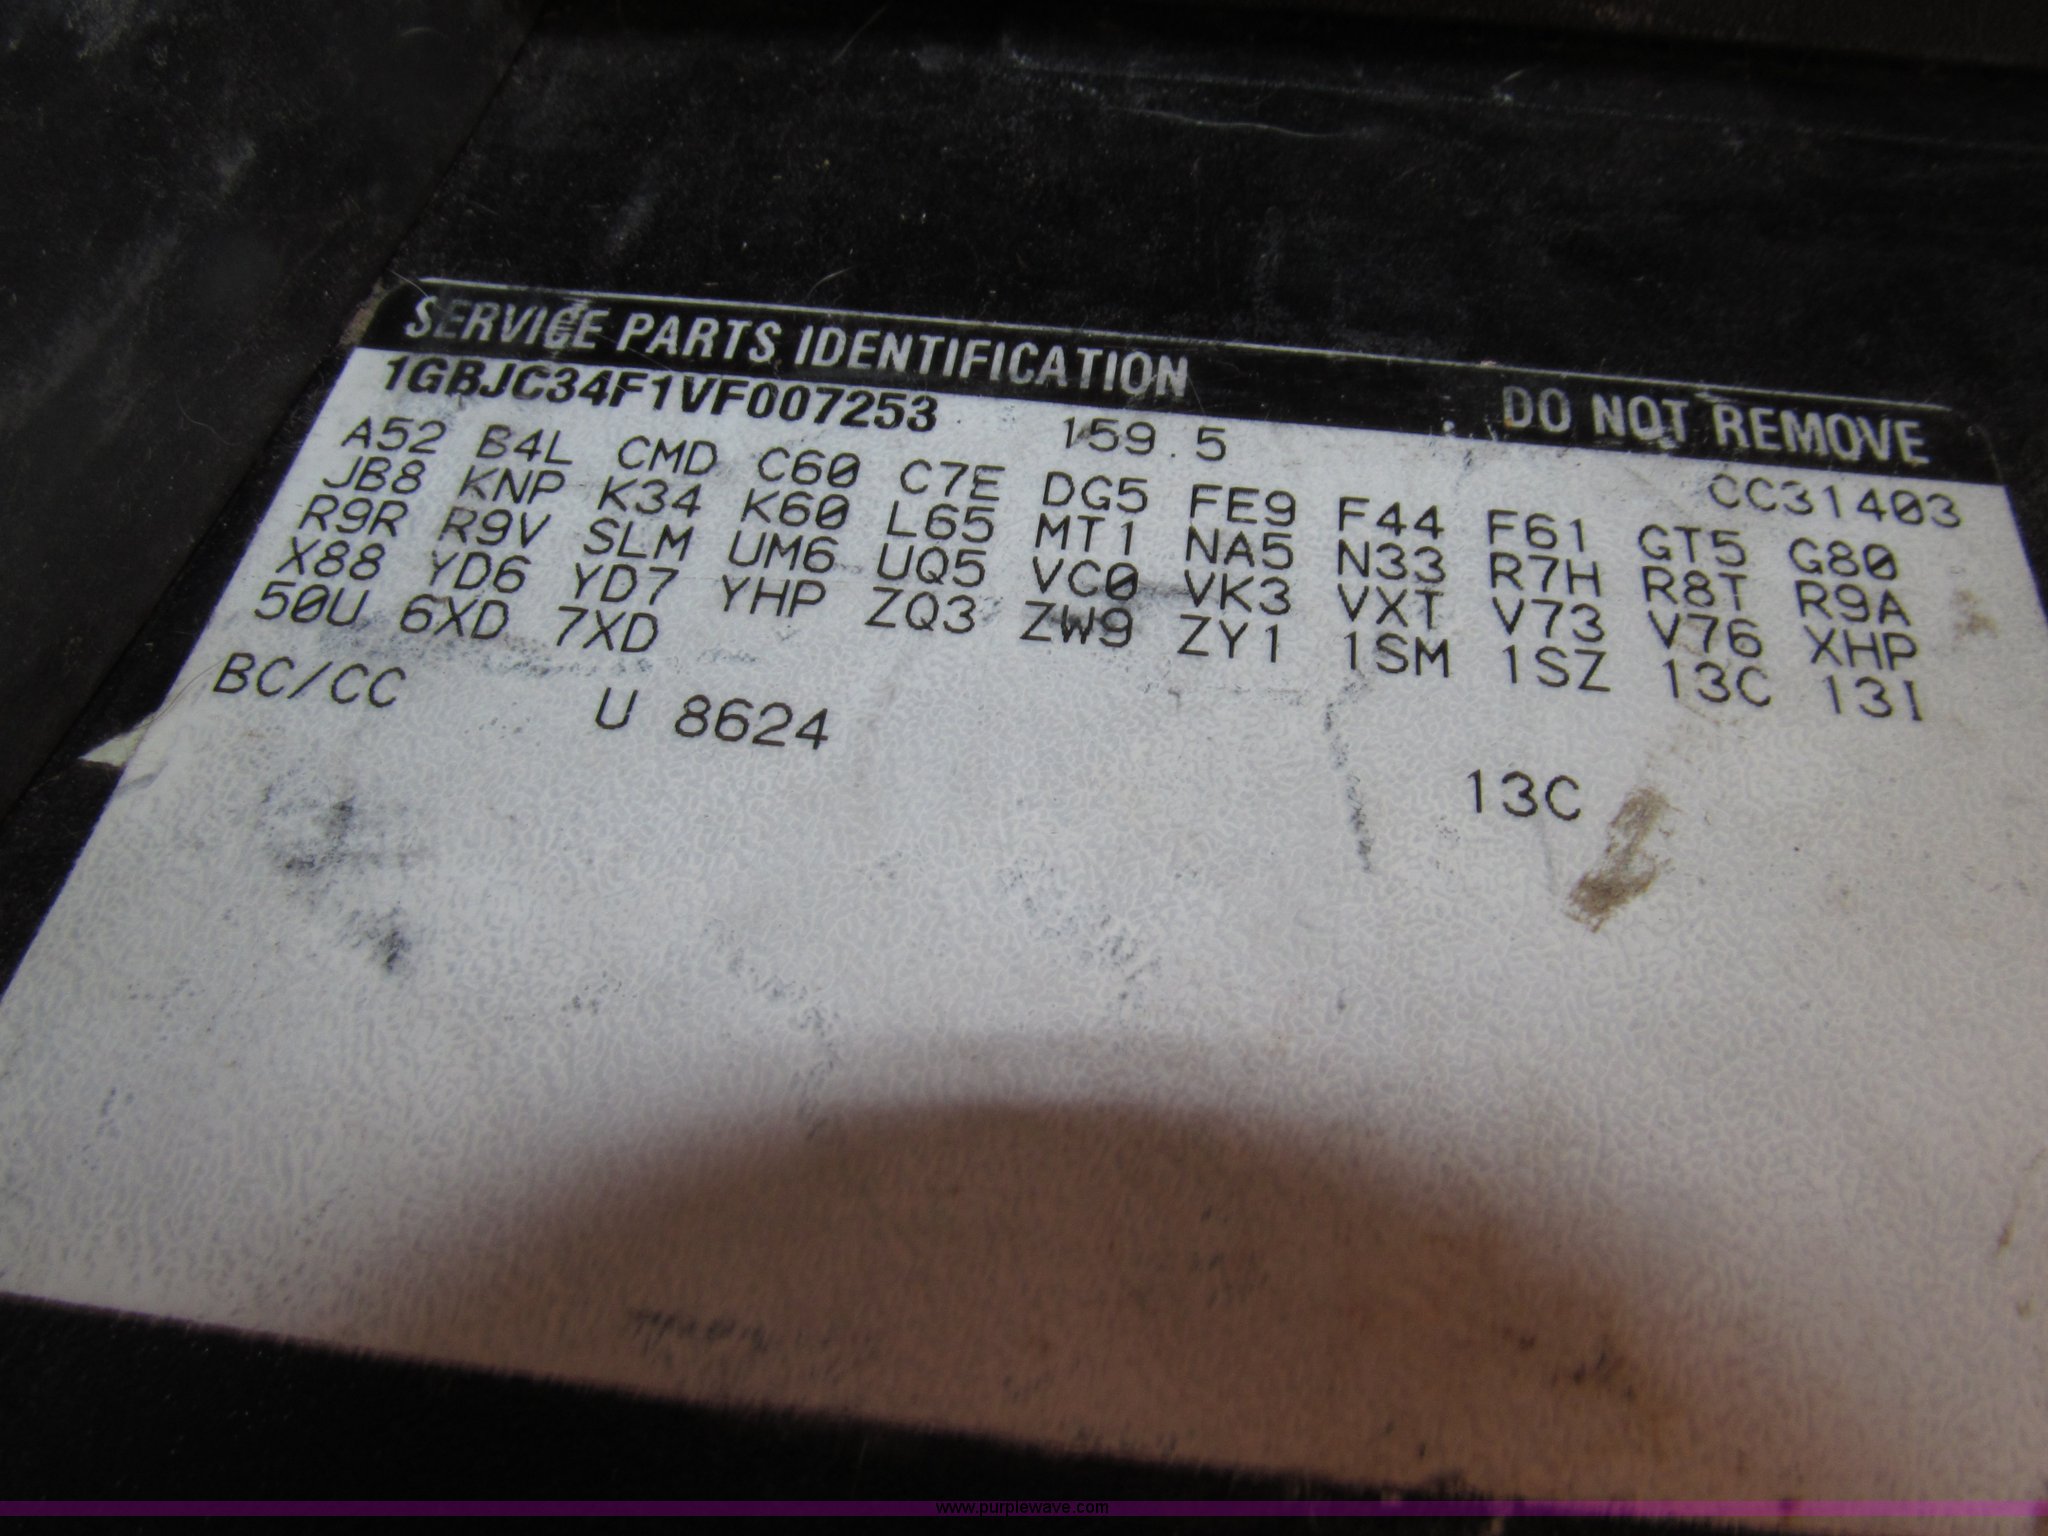 SERVICE PARTS IDENTIFICATION DO NOT REMOVE
1GBJC34F1VF007253 159.5 CC31403
A52 B4L CMD C60 C7E DG5 FE9 F44 F61 GT5 G80
JB8 KNP K34 K60 L65 MT1 NA5 N33 R7H R8T R9A
R9R R9V SLM UM6 UQ5 VC0 VK3 VXT V73 V76 XHP
X88 YD6 YD7 YHP ZQ3 ZW9 ZY1 1SM 1SZ 13C 13I
50U 6XD 7XD
BC/CC U 8624
13C
www.purplewave.com